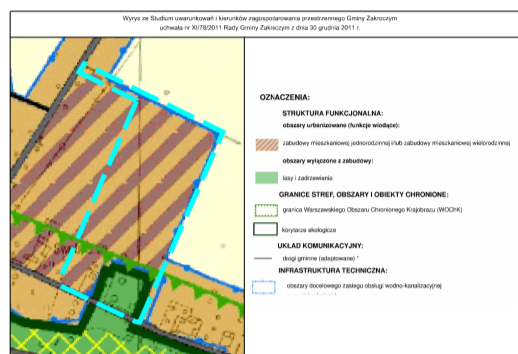 Wyrys ze Studium uwarunkowań i kierunków zagospodarowania przestrzennego Gminy Zakroczym
uchwała nr XI/78/2011 Rady Gminy Zakroczym z dnia 30 grudnia 2011 r.
OZNACZENIA:
STRUKTURA FUNKCJONALNA:
obszary urbanizowane (funkcje wiodące):
zabudowy mieszkaniowej jednorodzinnej i/lub zabudowy mieszkaniowej wielorodzinnej
obszary wyłączone z zabudowy:
lasy i zadrzewienia
GRANICE STREF, OBSZARY I OBIEKTY CHRONIONE:
granica Warszawskiego Obszaru Chronionego Krajobrazu (WOChK)
korytarze ekologicze
UKŁAD KOMUNIKACYJNY:
drogi gminne (adaptowane) *
INFRASTRUKTURA TECHNICZNA:
obszary docelowego zasięgu obsługi wodno-kanalizacyjnej